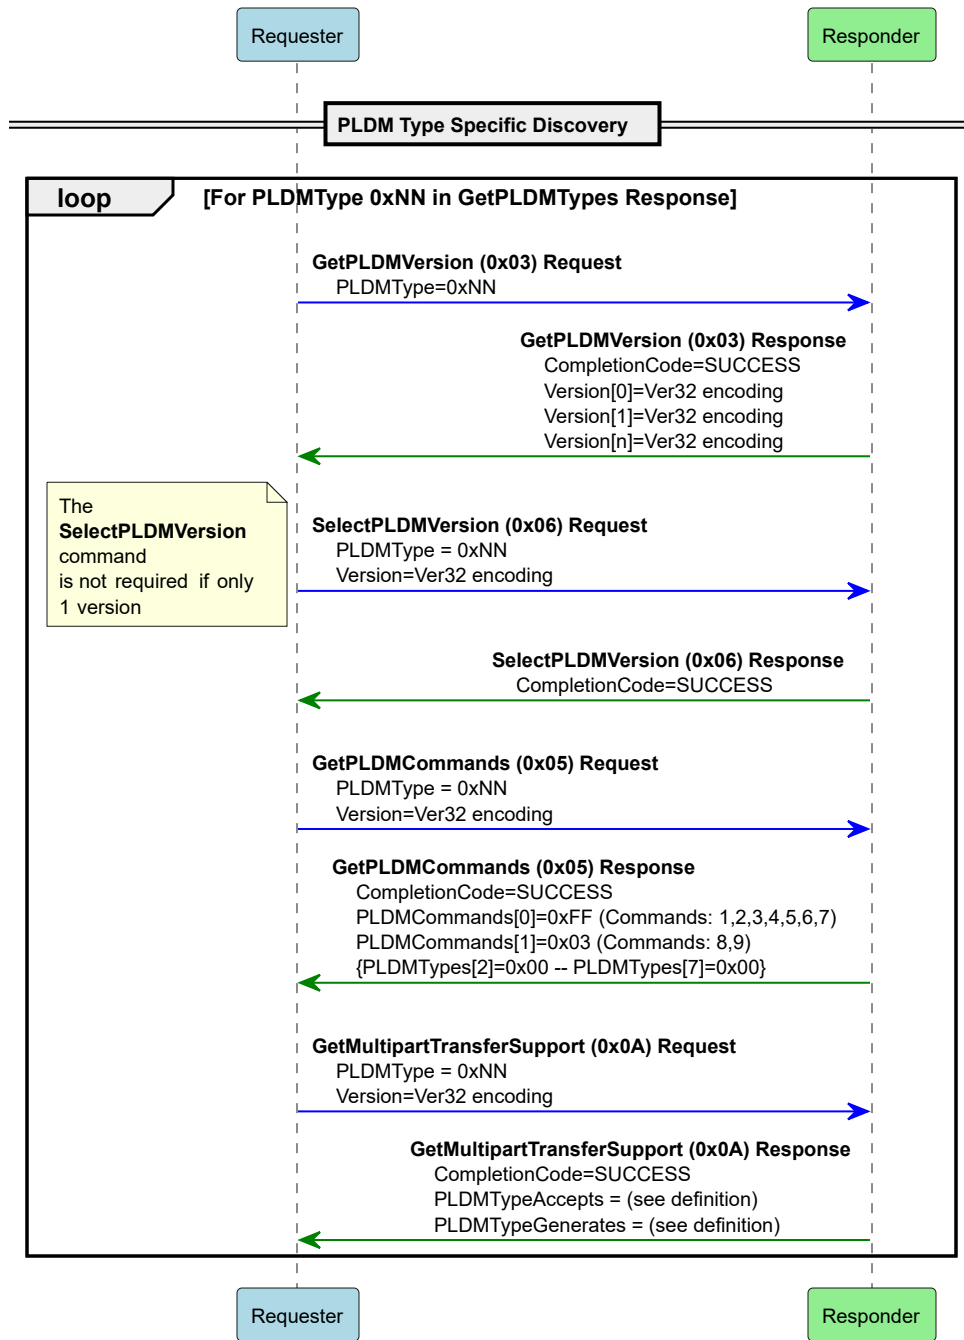 Requester
Responder
PLDM Type Specific Discovery
loop
[For PLDMType 0xNN in GetPLDMTypes Response]
GetPLDMVersion (0x03) Request
PLDMType=0xNN
GetPLDMVersion (0x03) Response
CompletionCode=SUCCESS
Version[0]=Ver32 encoding
Version[1]=Ver32 encoding
Version[n]=Ver32 encoding
The
SelectPLDMVersion
command
is not required if only
1 version
SelectPLDMVersion (0x06) Request
PLDMType = 0xNN
Version=Ver32 encoding
SelectPLDMVersion (0x06) Response
CompletionCode=SUCCESS
GetPLDMCommands (0x05) Request
PLDMType = 0xNN
Version=Ver32 encoding
GetPLDMCommands (0x05) Response
CompletionCode=SUCCESS
PLDMCommands[0]=0xFF (Commands: 1,2,3,4,5,6,7)
PLDMCommands[1]=0x03 (Commands: 8,9)
{PLDMTypes[2]=0x00 -- PLDMTypes[7]=0x00}
GetMultipartTransferSupport (0x0A) Request
PLDMType = 0xNN
Version=Ver32 encoding
GetMultipartTransferSupport (0x0A) Response
CompletionCode=SUCCESS
PLDMTypeAccepts = (see definition)
PLDMTypeGenerates = (see definition)
Requester
Responder